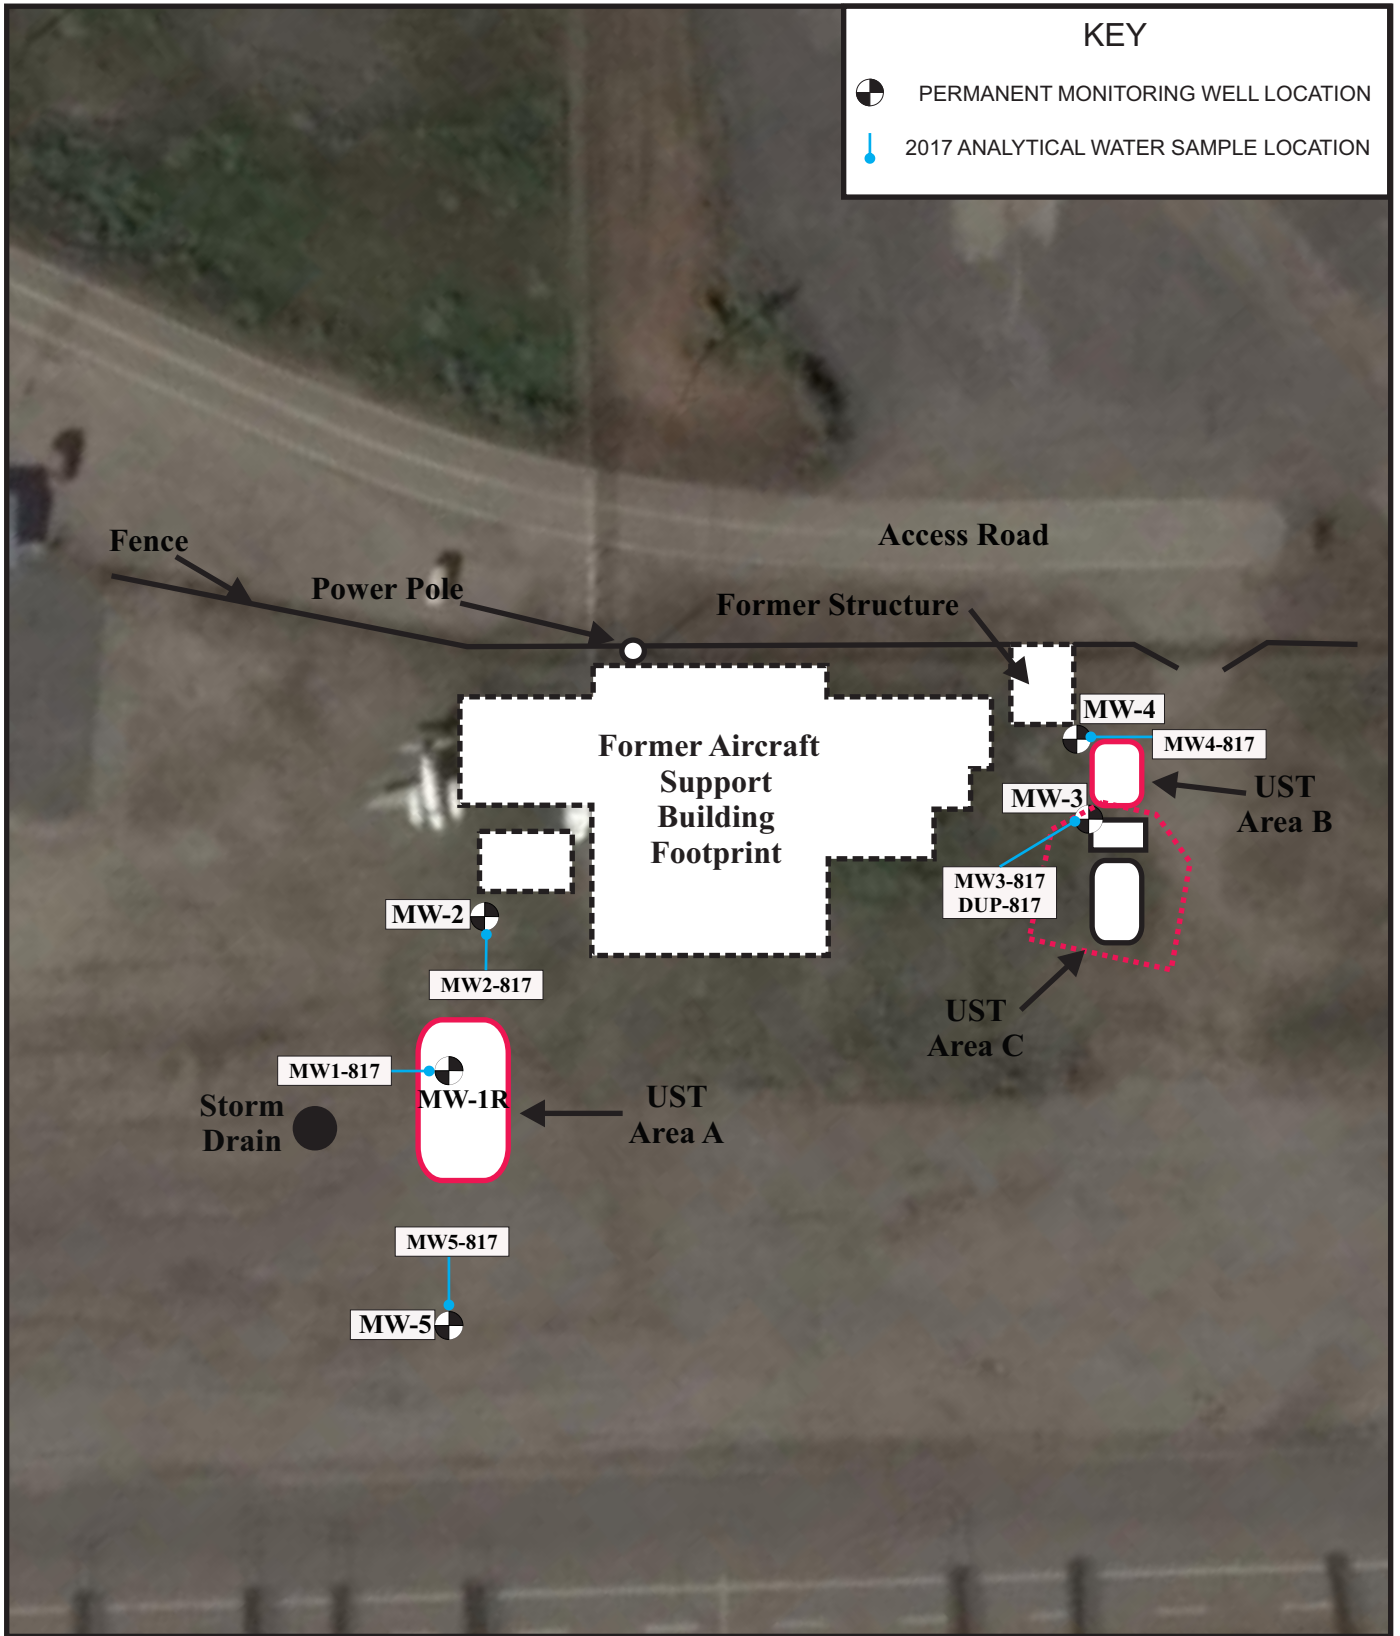 KEY
PERMANENT MONITORING WELL LOCATION
2017 ANALYTICAL WATER SAMPLE LOCATION
Access Road
Fence
Power Pole
Former Structure
MW-4
MW4-817
Former Aircraft
Support
Building
Footprint
UST
Area B
MW-3
MW3-817
DUP-817
MW-2
MW2-817
UST
Area C
MW1-817
MW-1R
Storm
Drain
UST
Area A
MW5-817
MW-5